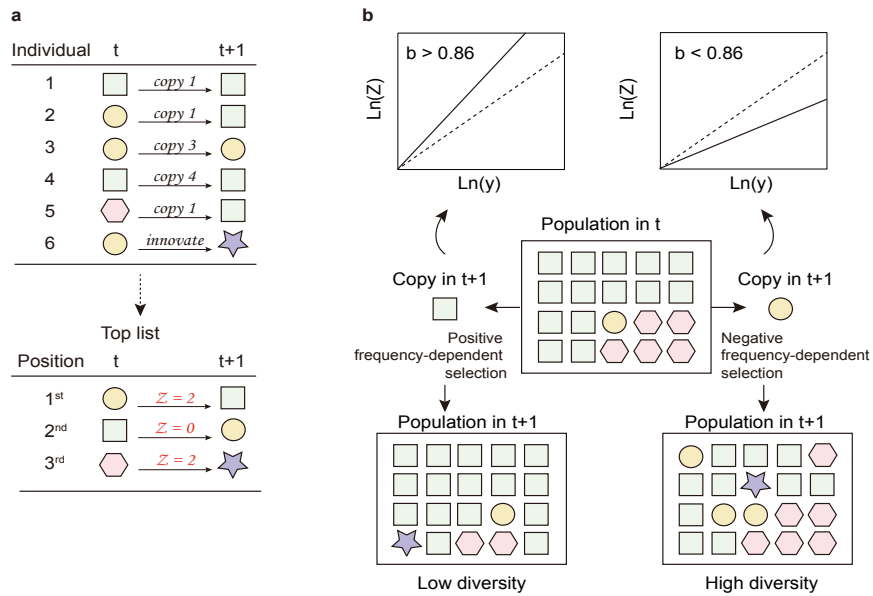 a
Individual t t+1
1 copy 1
2 copy 1
3 copy 3
4 copy 4
5 copy 1
6 innovate
Top list
Position t t+1
1st Z = 2
2nd Z = 0
3rd Z = 2
b
b > 0.86
Ln(Z)
Ln(y)
b < 0.86
Ln(Z)
Ln(y)
Population in t
Copy in t+1
Copy in t+1
Positive
frequency-dependent
selection
Negative
frequency-dependent
selection
Population in t+1
Low diversity
Population in t+1
High diversity